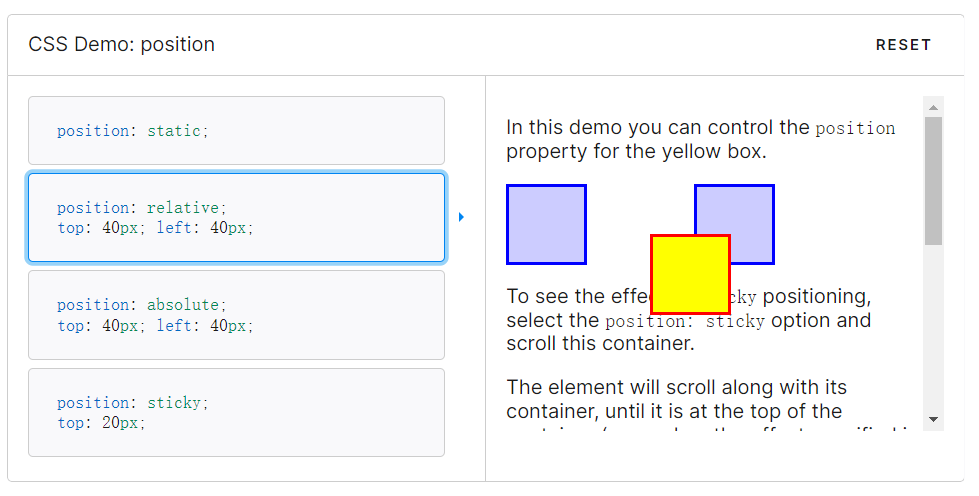 CSS Demo: position
RESET
position: static;
position: relative;
top: 40px; left: 40px;
position: absolute;
top: 40px; left: 40px;
position: sticky;
top: 20px;
In this demo you can control the position
property for the yellow box.
To see the effe cky positioning,
select the position: sticky option and
scroll this container.
The element will scroll along with its
container, until it is at the top of the